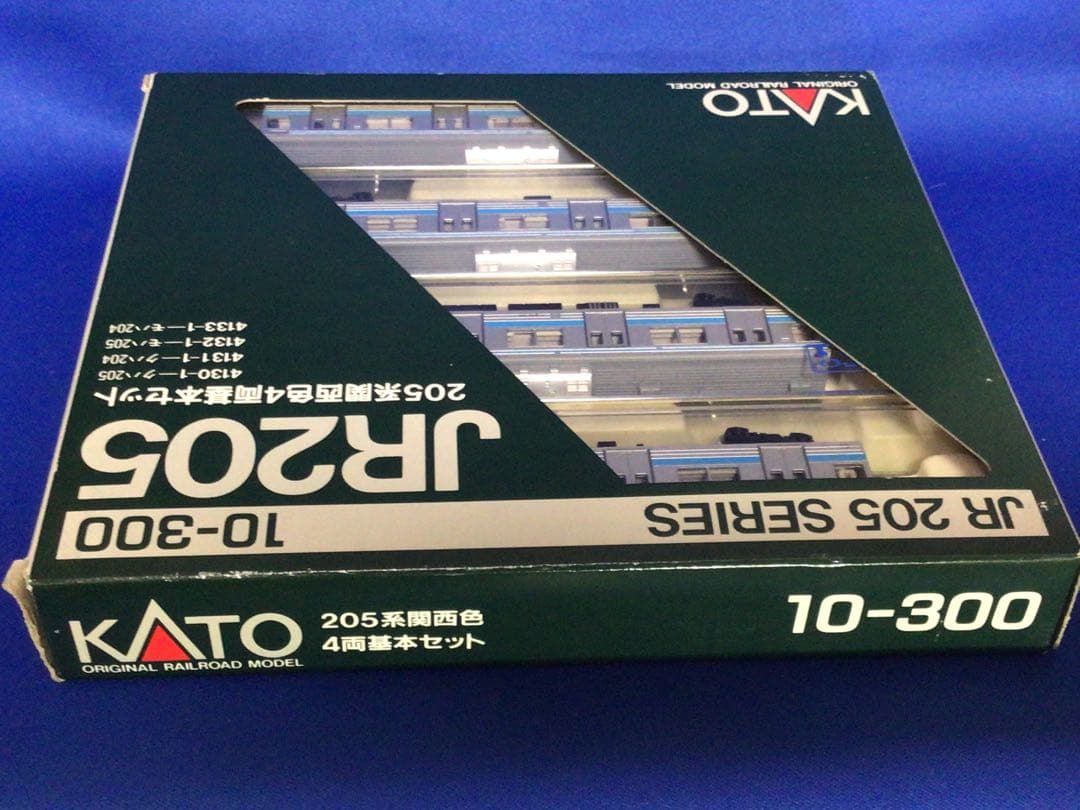 KATO
ORIGINAL RAILROAD MODEL
JR 205 SERIES
10-300
JR205
205系関西色4両基本セット
4130-1―クハ205
4131-1―クハ204
4132-1―モハ205
4133-1―モハ204
KATO
ORIGINAL RAILROAD MODEL
205系関西色
4両基本セット
10-300